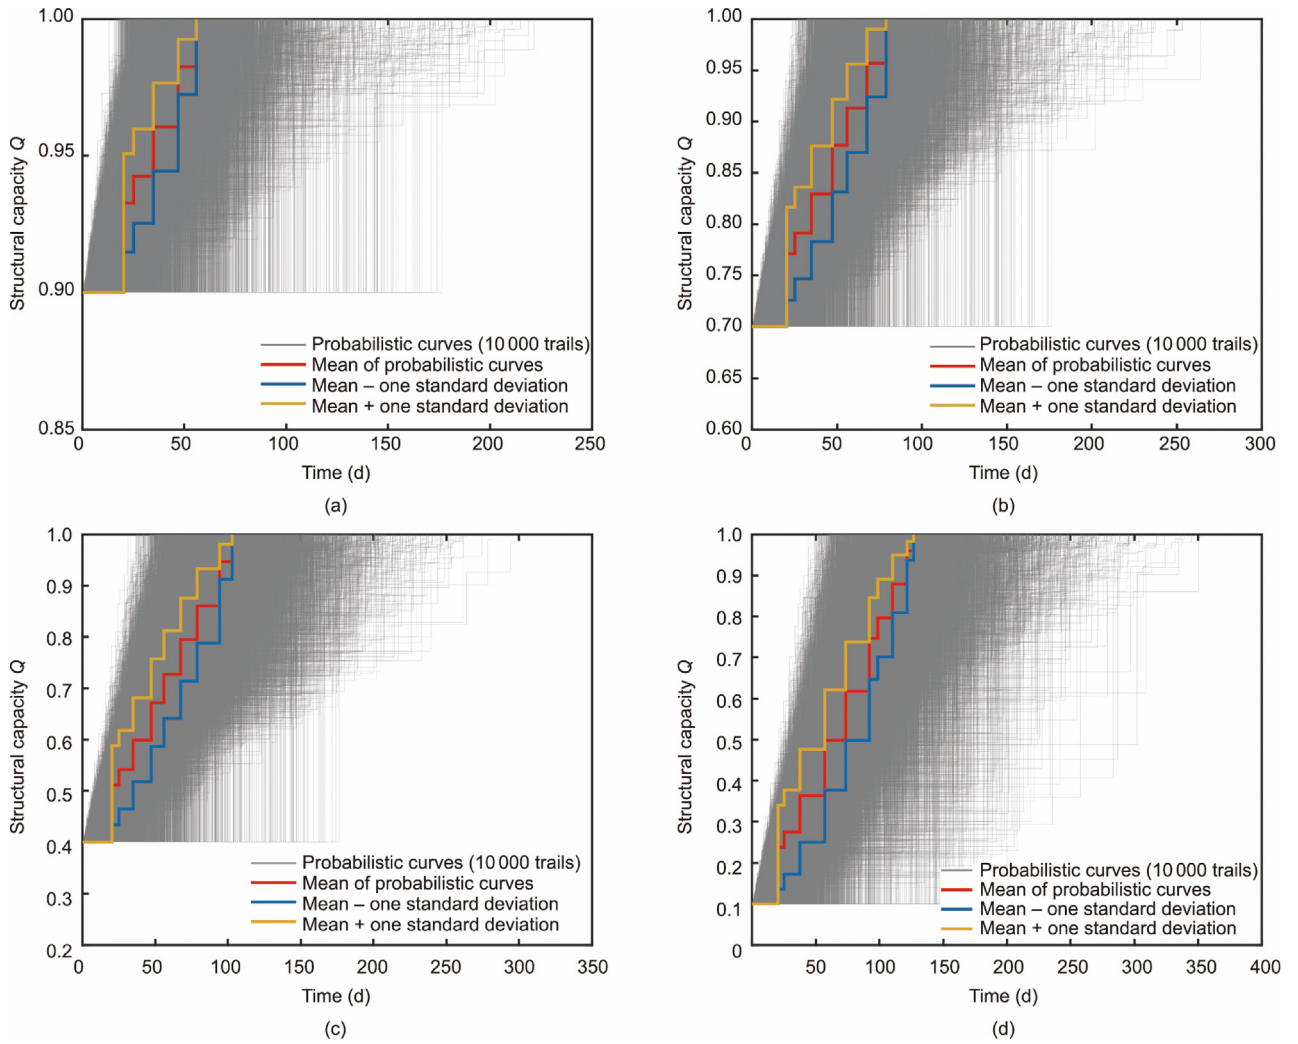 1.00
0.95
0.90
0.85
Structural capacity Q
Probabilistic curves (10 000 trails)
Mean of probabilistic curves
Mean – one standard deviation
Mean + one standard deviation
0 50 100 150 200 250
Time (d)
(a)
1.00
0.95
0.90
0.85
0.80
0.75
0.70
0.65
0.60
Structural capacity Q
Probabilistic curves (10 000 trails)
Mean of probabilistic curves
Mean – one standard deviation
Mean + one standard deviation
0 50 100 150 200 250 300
Time (d)
(b)
1.0
0.9
0.8
0.7
0.6
0.5
0.4
0.3
0.2
Structural capacity Q
Probabilistic curves (10 000 trails)
Mean of probabilistic curves
Mean – one standard deviation
Mean + one standard deviation
0 50 100 150 200 250 300 350
Time (d)
(c)
1.0
0.9
0.8
0.7
0.6
0.5
0.4
0.3
0.2
0.1
0
Structural capacity Q
Probabilistic curves (10 000 trails)
Mean of probabilistic curves
Mean – one standard deviation
Mean + one standard deviation
50 100 150 200 250 300 350 400
Time (d)
(d)